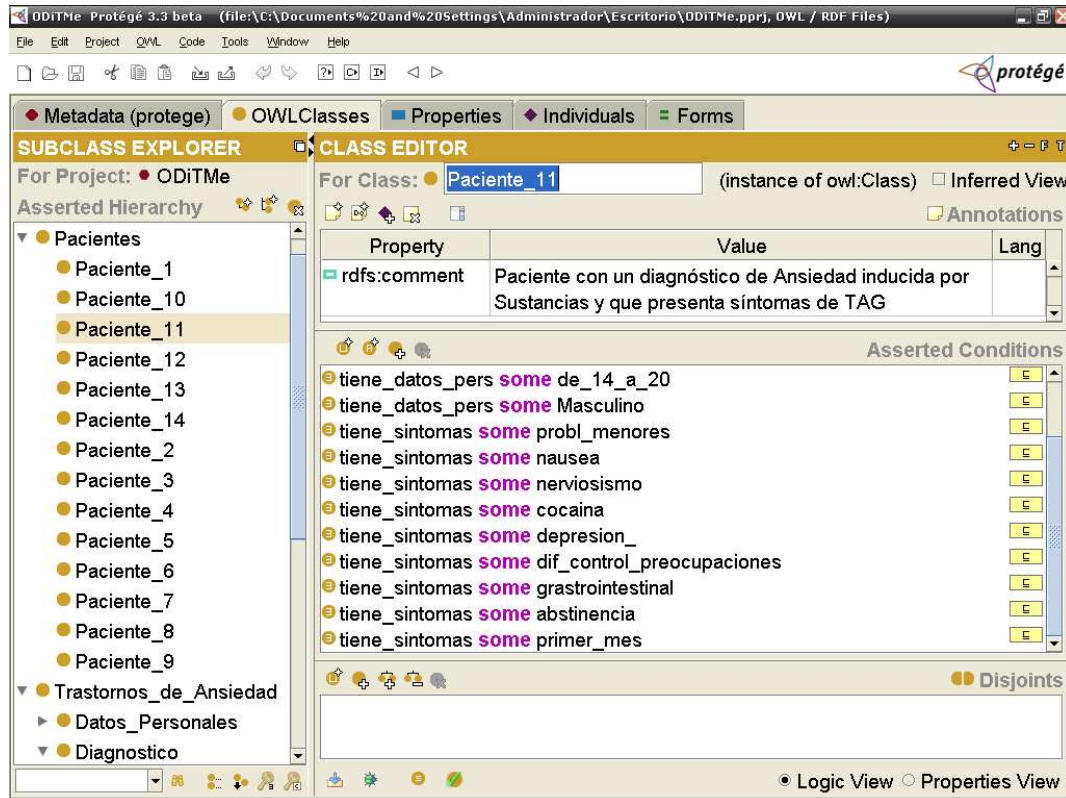 ODiTMe Protégé 3.3 beta (file:\C:\Documents%20and%20Settings\Administrador\Escritorio\ODiTMe.pprj, OWL / RDF Files)
File Edit Project OWL Code Tools Window Help
protégé
Metadata (protege) OWLClasses Properties Individuals Forms
SUBCLASS EXPLORER
For Project: ODiTMe
Asserted Hierarchy
Pacientes
Paciente_1
Paciente_10
Paciente_11
Paciente_12
Paciente_13
Paciente_14
Paciente_2
Paciente_3
Paciente_4
Paciente_5
Paciente_6
Paciente_7
Paciente_8
Paciente_9
Trastornos_de_Ansiedad
Datos_Personales
Diagnostico
CLASS EDITOR
For Class: Paciente_11 (instance of owl:Class) Inferred View
Annotations
Property Value Lang
rdfs:comment Paciente con un diagnóstico de Ansiedad inducida por
Sustancias y que presenta síntomas de TAG
Asserted Conditions
tiene_datos_pers some de_14_a_20
tiene_datos_pers some Masculino
tiene_sintomas some probl_menores
tiene_sintomas some nausea
tiene_sintomas some nerviosismo
tiene_sintomas some cocaina
tiene_sintomas some depresion_
tiene_sintomas some dif_control_preocupaciones
tiene_sintomas some grastrointestinal
tiene_sintomas some abstinencia
tiene_sintomas some primer_mes
Disjoints
Logic View Properties View